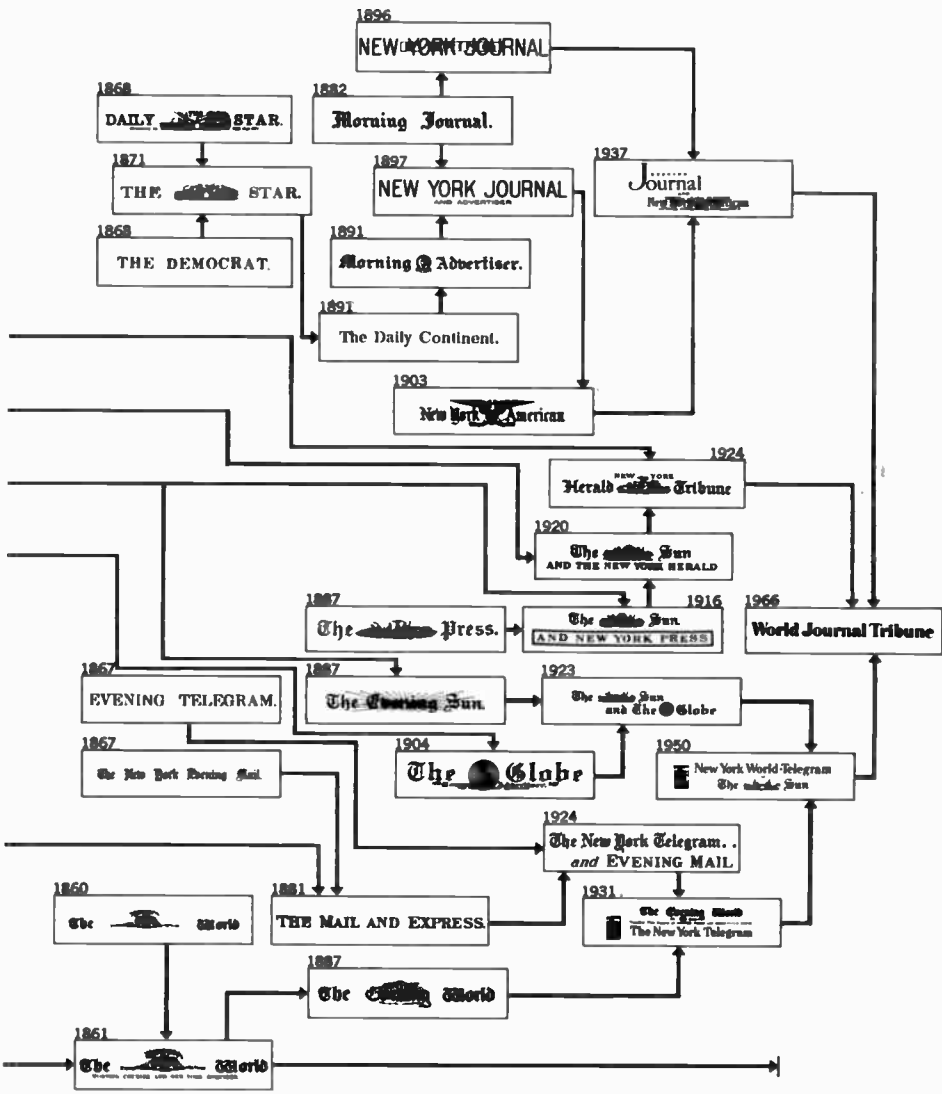 1896
NEW YORK JOURNAL
1868
DAILY STAR.
1882
Morning Journal.
1871
THE STAR.
1897
NEW YORK JOURNAL
AND ADVERTISER
1937
Journal
1868
THE DEMOCRAT.
1891
Morning Advertiser.
1891
The Daily Continent.
1903
New York American
1924
NEW YORK
Herald Tribune
1920
The Sun
AND THE NEW YORK HERALD
1887
The Press.
1916
The Sun
AND NEW YORK PRESS
1966
World Journal Tribune
1867
EVENING TELEGRAM.
1887
The Evening Sun.
1923
The Sun
and The Globe
1867
The New York Evening Mail.
1904
The Globe
1950
New York World-Telegram
The Sun
1924
The New York Telegram..
and EVENING MAIL
1860
The World
1881
THE MAIL AND EXPRESS.
1931
The Evening World
The New York Telegram
1887
The Evening World
1861
The World